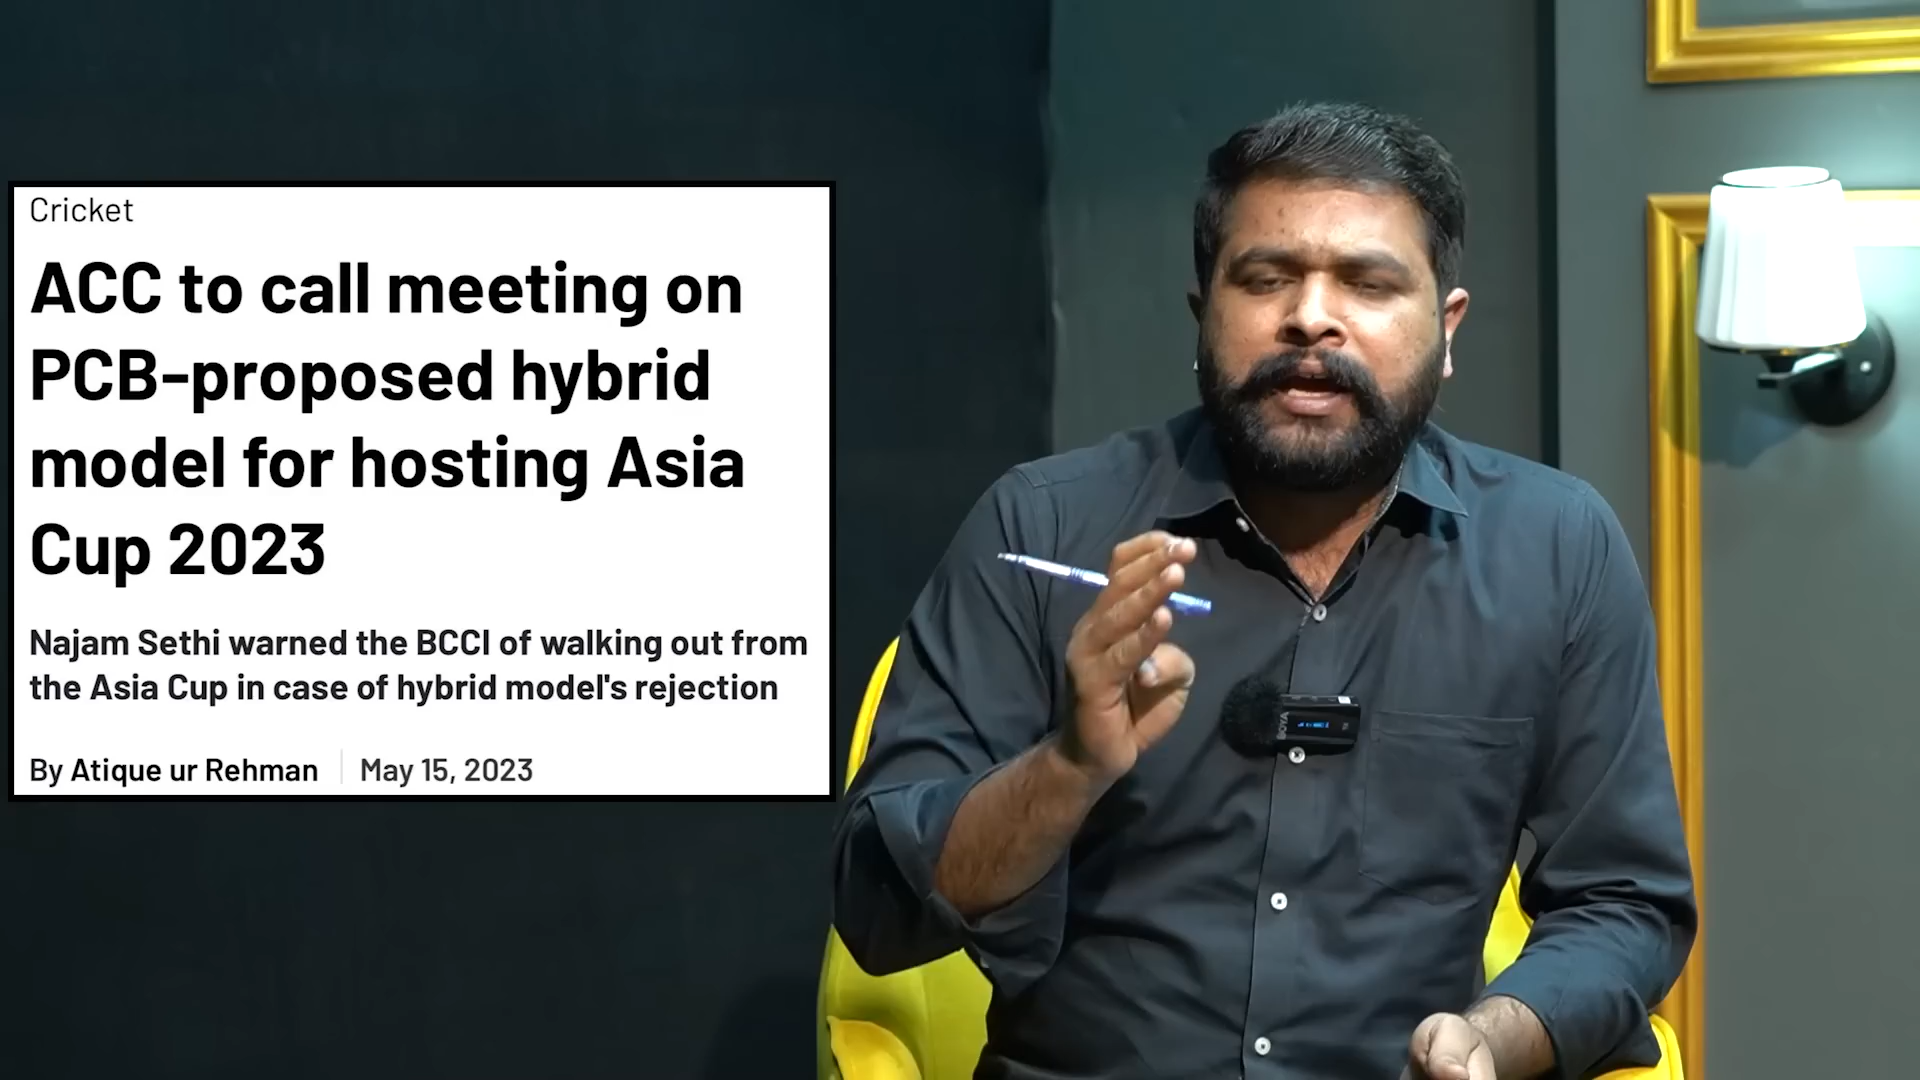 Cricket
ACC to call meeting on
PCB-proposed hybrid
model for hosting Asia
Cup 2023
Najam Sethi warned the BCCI of walking out from
the Asia Cup in case of hybrid model's rejection
By Atique ur Rehman | May 15, 2023
BOYA